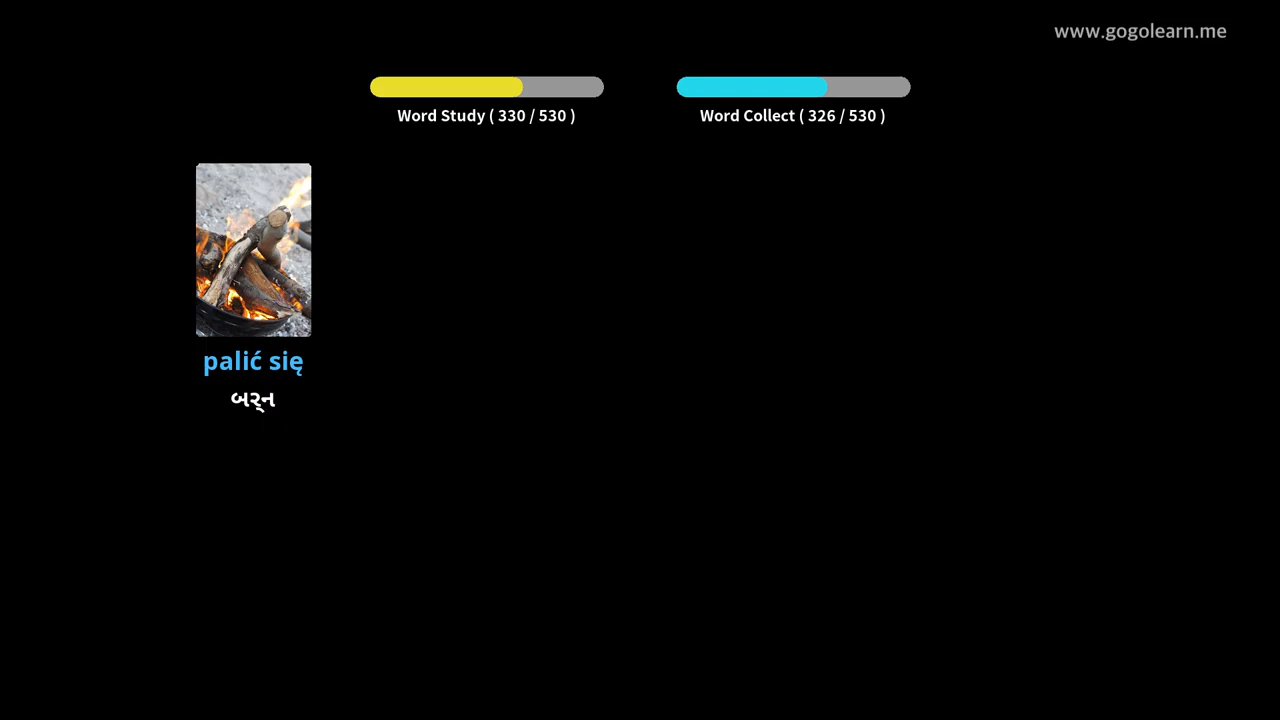 www.gogolearn.me
Word Study ( 330 / 530 )
Word Collect ( 326 / 530 )
palić się
બર્ન